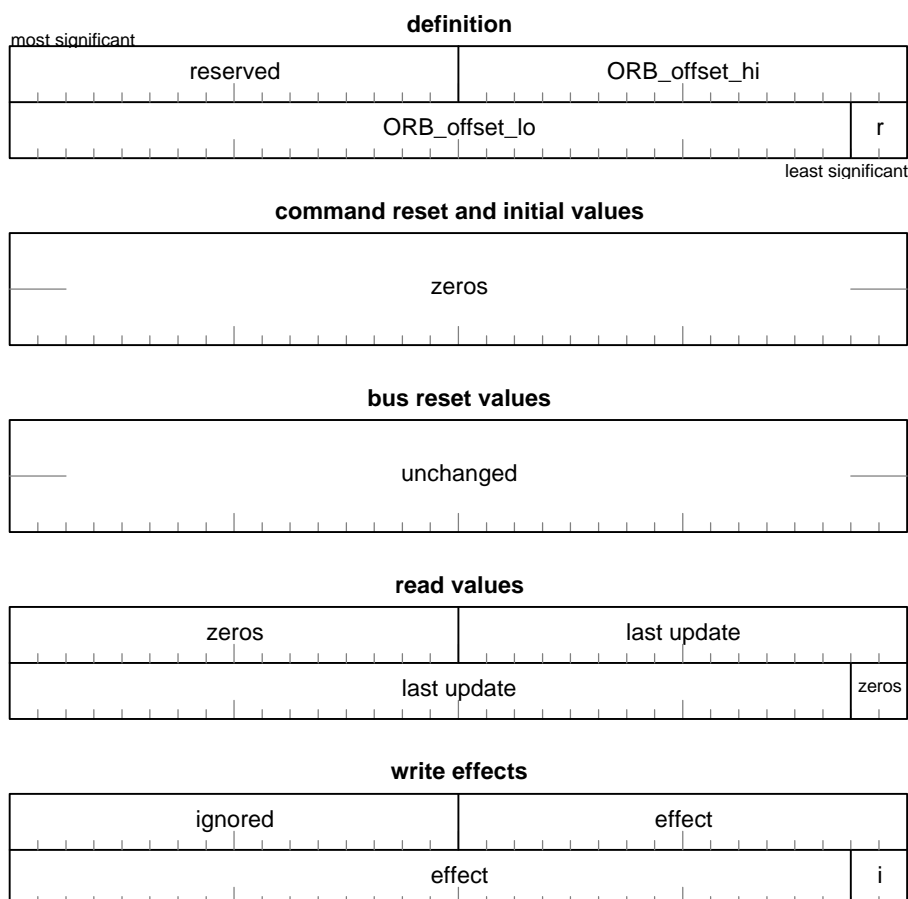 definition
most significant
reserved ORB_offset_hi
ORB_offset_lo r
least significant
command reset and initial values
zeros
bus reset values
unchanged
read values
zeros last update
last update zeros
write effects
ignored effect
effect i